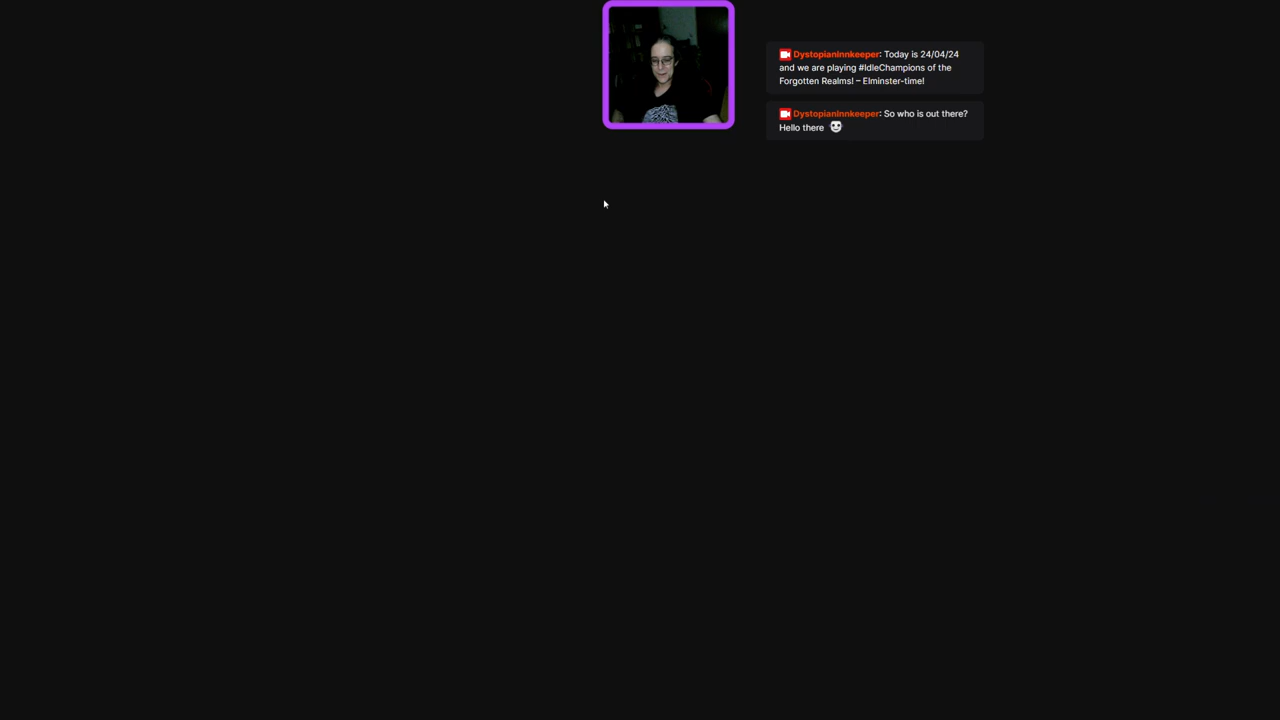 DystopianInnkeeper: Today is 24/04/24
and we are playing #IdleChampions of the
Forgotten Realms! – Elminster-time!
DystopianInnkeeper: So who is out there?
Hello there